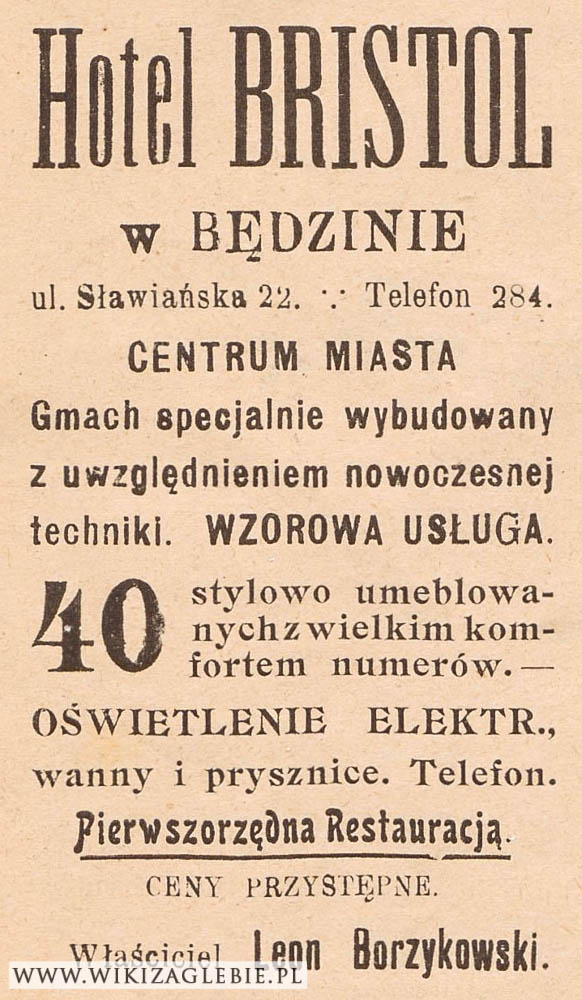 Hotel BRISTOL
w BĘDZINIE
ul. Sławiańska 22. ∵ Telefon 284.
CENTRUM MIASTA
Gmach specjalnie wybudowany
z uwzględnieniem nowoczesnej
techniki. WZOROWA USŁUGA.
40 stylowo umeblowa-
nych z wielkim kom-
fortem numerów. —
OŚWIETLENIE ELEKTR.,
wanny i prysznice. Telefon.
Pierwszorzędna Restauracja.
CENY PRZYSTĘPNE.
Właściciel Leon Borzykowski.
WWW.WIKIZAGLEBIE.PL